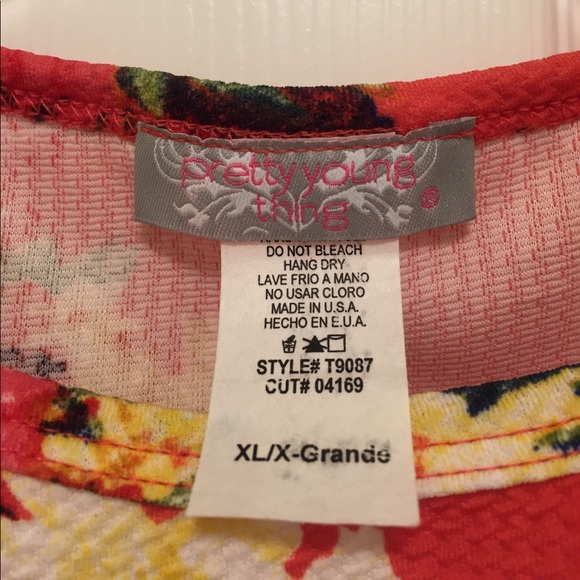 pretty young
thing ®
DO NOT BLEACH
HANG DRY
LAVE FRIO A MANO
NO USAR CLORO
MADE IN U.S.A.
HECHO EN E.U.A.
STYLE# T9087
CUT# 04169
XL/X-Grande